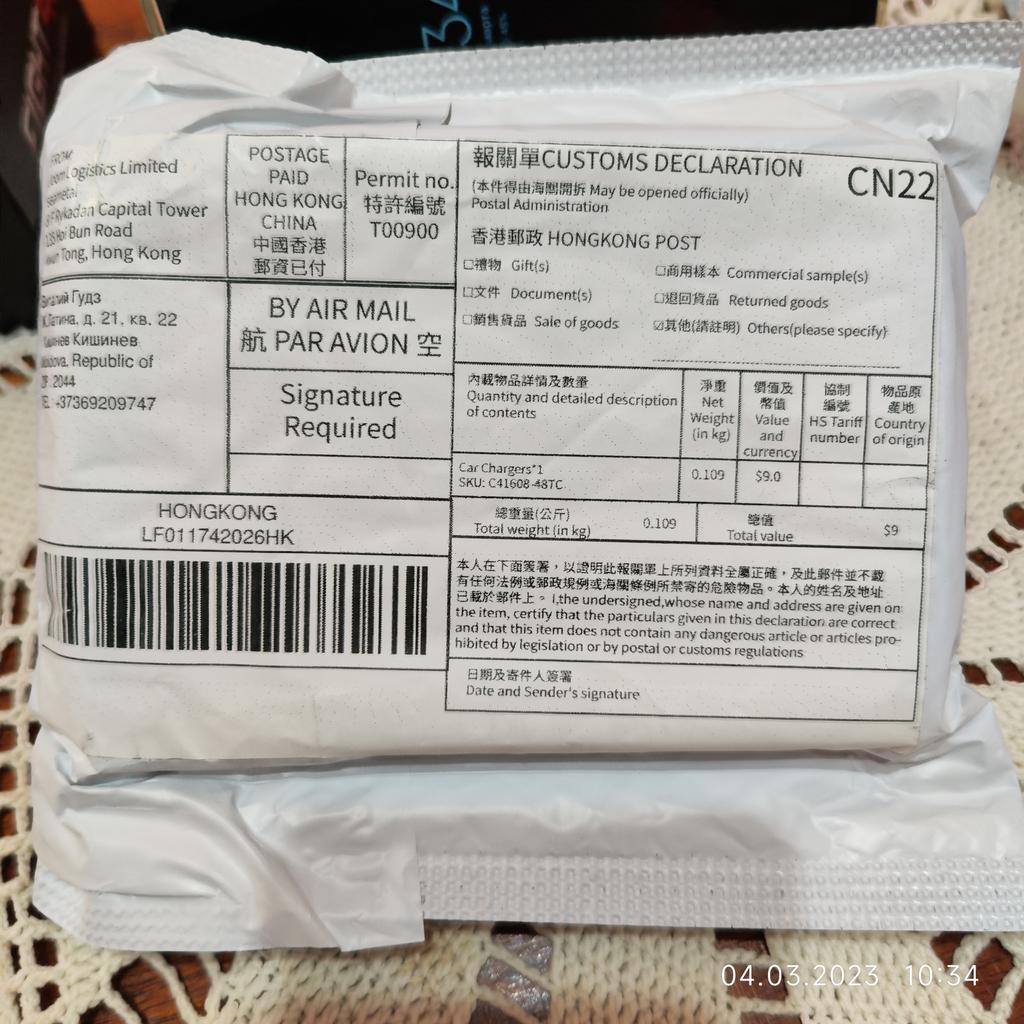 FROM:
Logistics Limited
Rykadan Capital Tower
Hoi Bun Road
Tong, Hong Kong
POSTAGE
PAID
HONG KONG
CHINA
中國香港
郵資已付
Permit no.
特許編號
T00900
Гудз
д. 21, кв. 22
Кишинев
Republic of
2044
+37369209747
BY AIR MAIL
航 PAR AVION 空
Signature
Required
HONGKONG
LF011742026HK
報關單CUSTOMS DECLARATION
CN22
(本件得由海關開拆 May be opened officially)
Postal Administration
香港郵政 HONGKONG POST
☐禮物 Gift(s)
☐商用樣本 Commercial sample(s)
☐文件 Document(s)
☐退回貨品 Returned goods
☐銷售貨品 Sale of goods
☑其他(請註明) Others(please specify)
內載物品詳情及數量
Quantity and detailed description
of contents
淨重
Net
Weight
(in kg)
價值及
幣值
Value
and
currency
協制
編號
HS Tariff
number
物品原
產地
Country
of origin
Car Chargers*1
SKU: C41608-48TC
0.109
$9.0
總重量(公斤)
Total weight (in kg)
0.109
總值
Total value
$9
本人在下面簽署，以證明此報關單上所列資料全屬正確，及此郵件並不載
有任何法例或郵政規例或海關條例所禁寄的危險物品。本人的姓名及地址
已載於郵件上。 I,the undersigned,whose name and address are given on
the item, certify that the particulars given in this declaration are correct
and that this item does not contain any dangerous article or articles pro-
hibited by legislation or by postal or customs regulations
日期及寄件人簽署
Date and Sender's signature
04.03.2023 10:34